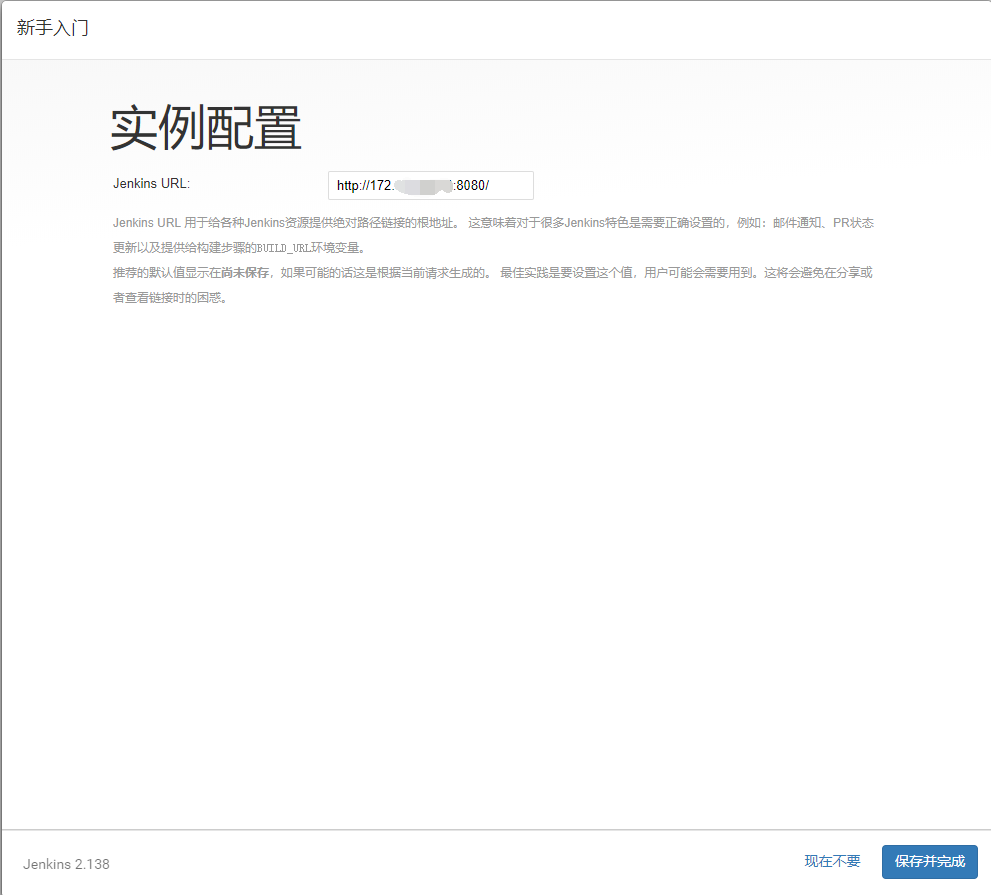 新手入门
实例配置
Jenkins URL:
http://172. :8080/
Jenkins URL 用于给各种Jenkins资源提供绝对路径链接的根地址。 这意味着对于很多Jenkins特色是需要正确设置的，例如：邮件通知、PR状态
更新以及提供给构建步骤的BUILD_URL环境变量。
推荐的默认值显示在尚未保存，如果可能的话这是根据当前请求生成的。 最佳实践是要设置这个值，用户可能会需要用到。这将会避免在分享或
者查看链接时的困惑。
Jenkins 2.138
现在不要
保存并完成